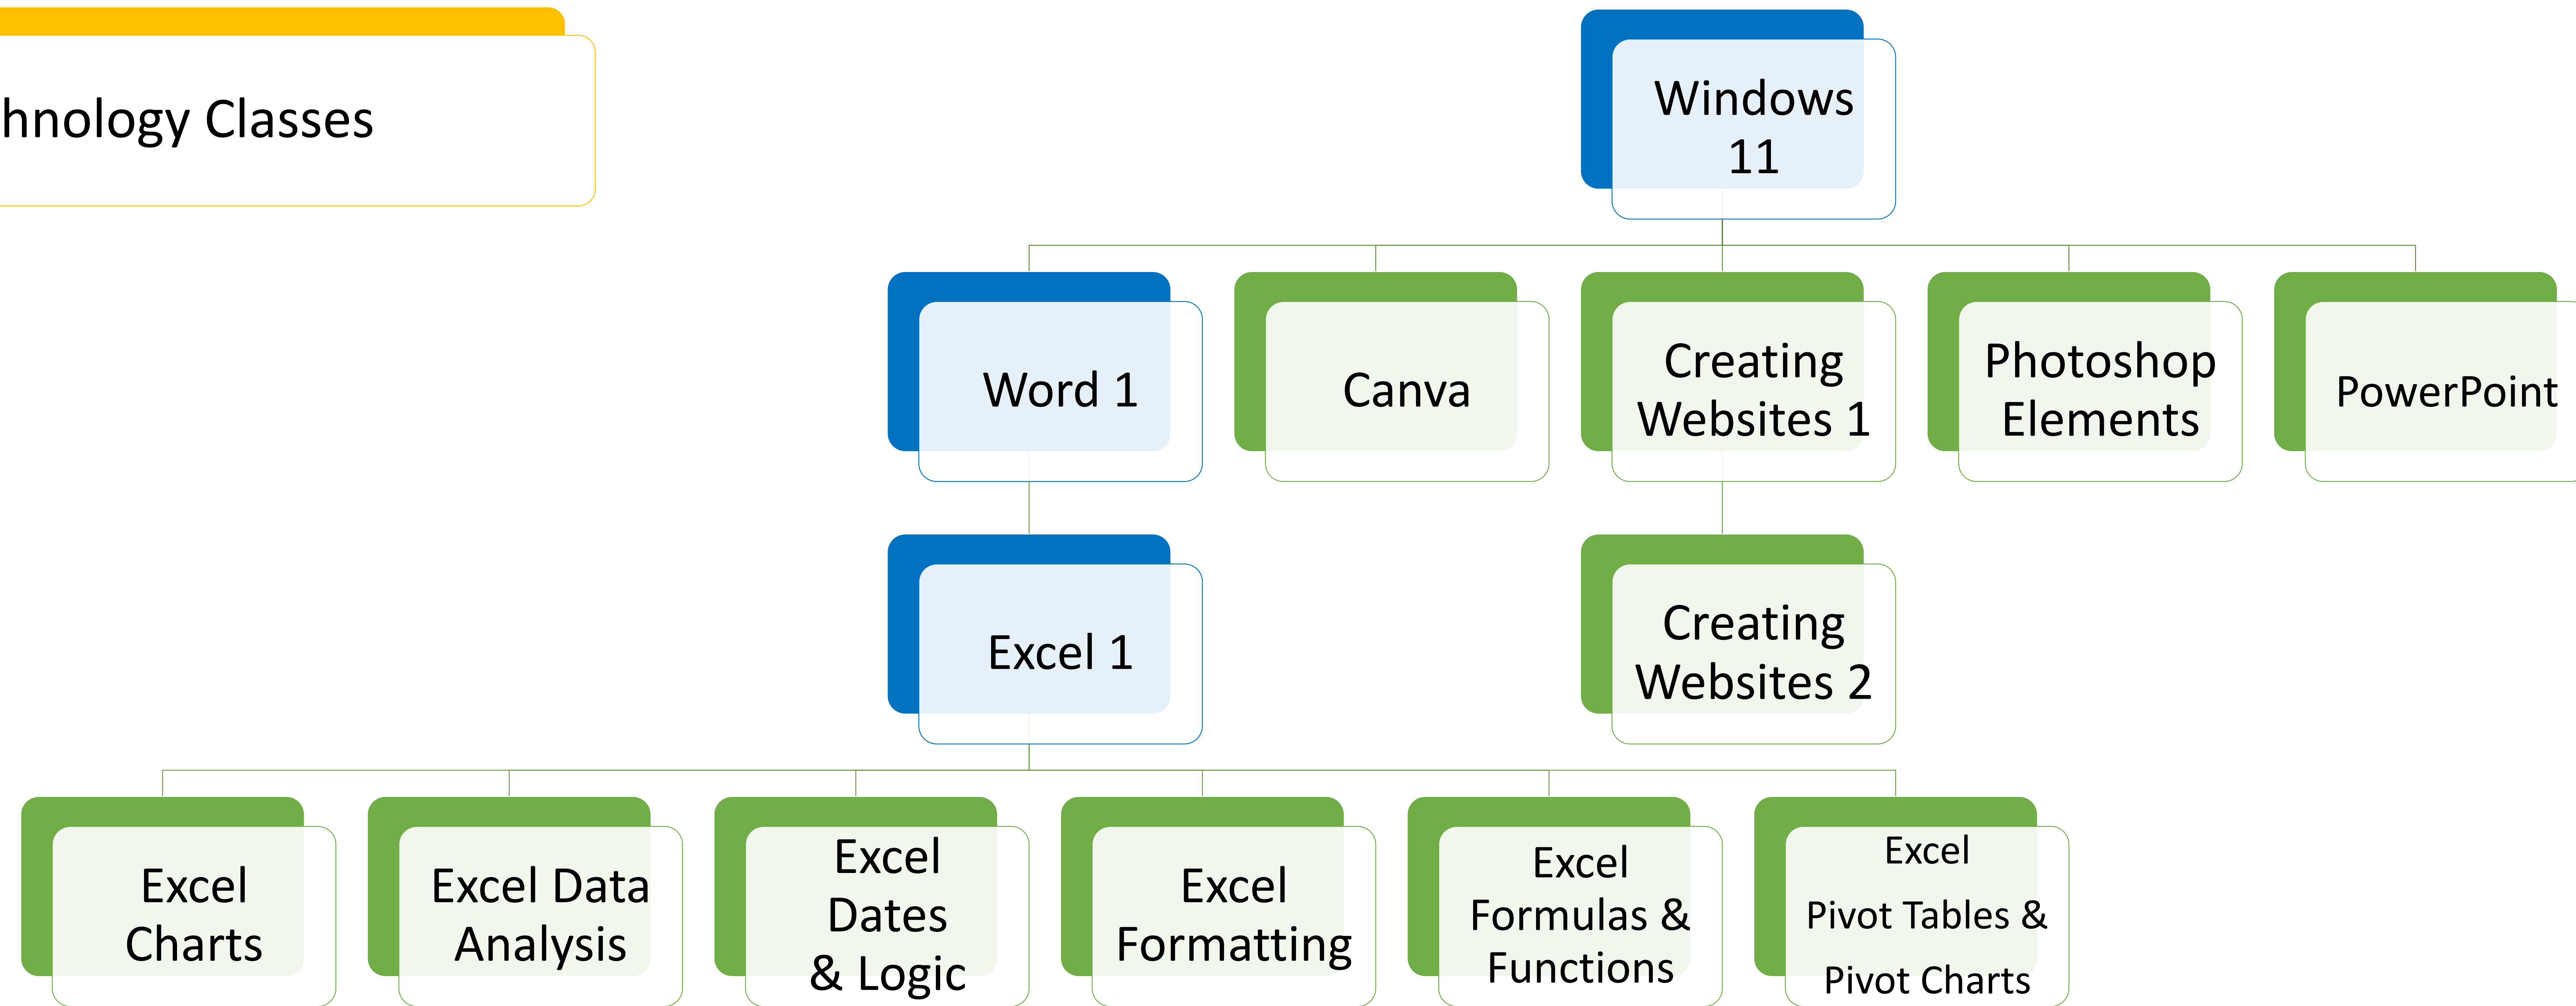 hnology Classes
Windows
11
Word 1
Canva
Creating
Websites 1
Photoshop
Elements
PowerPoint
Excel 1
Creating
Websites 2
Excel
Charts
Excel Data
Analysis
Excel
Dates
& Logic
Excel
Formatting
Excel
Formulas &
Functions
Excel
Pivot Tables &
Pivot Charts